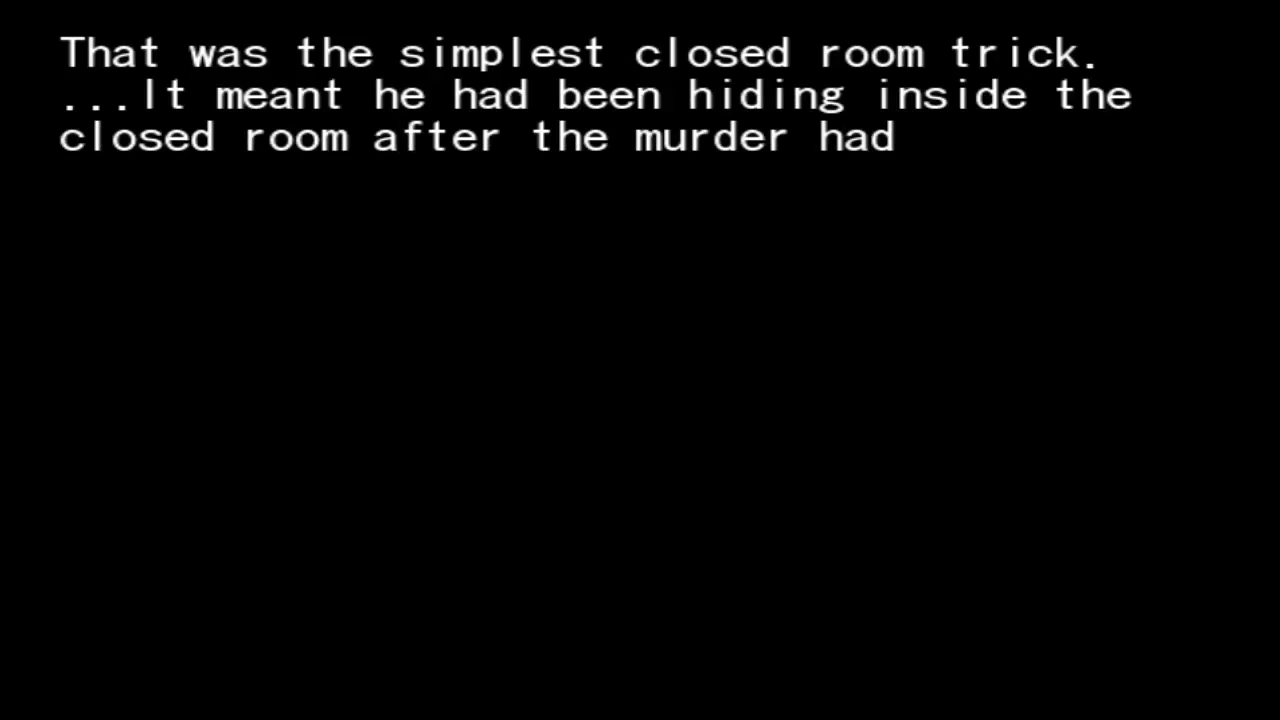 That was the simplest closed room trick.
...It meant he had been hiding inside the
closed room after the murder had